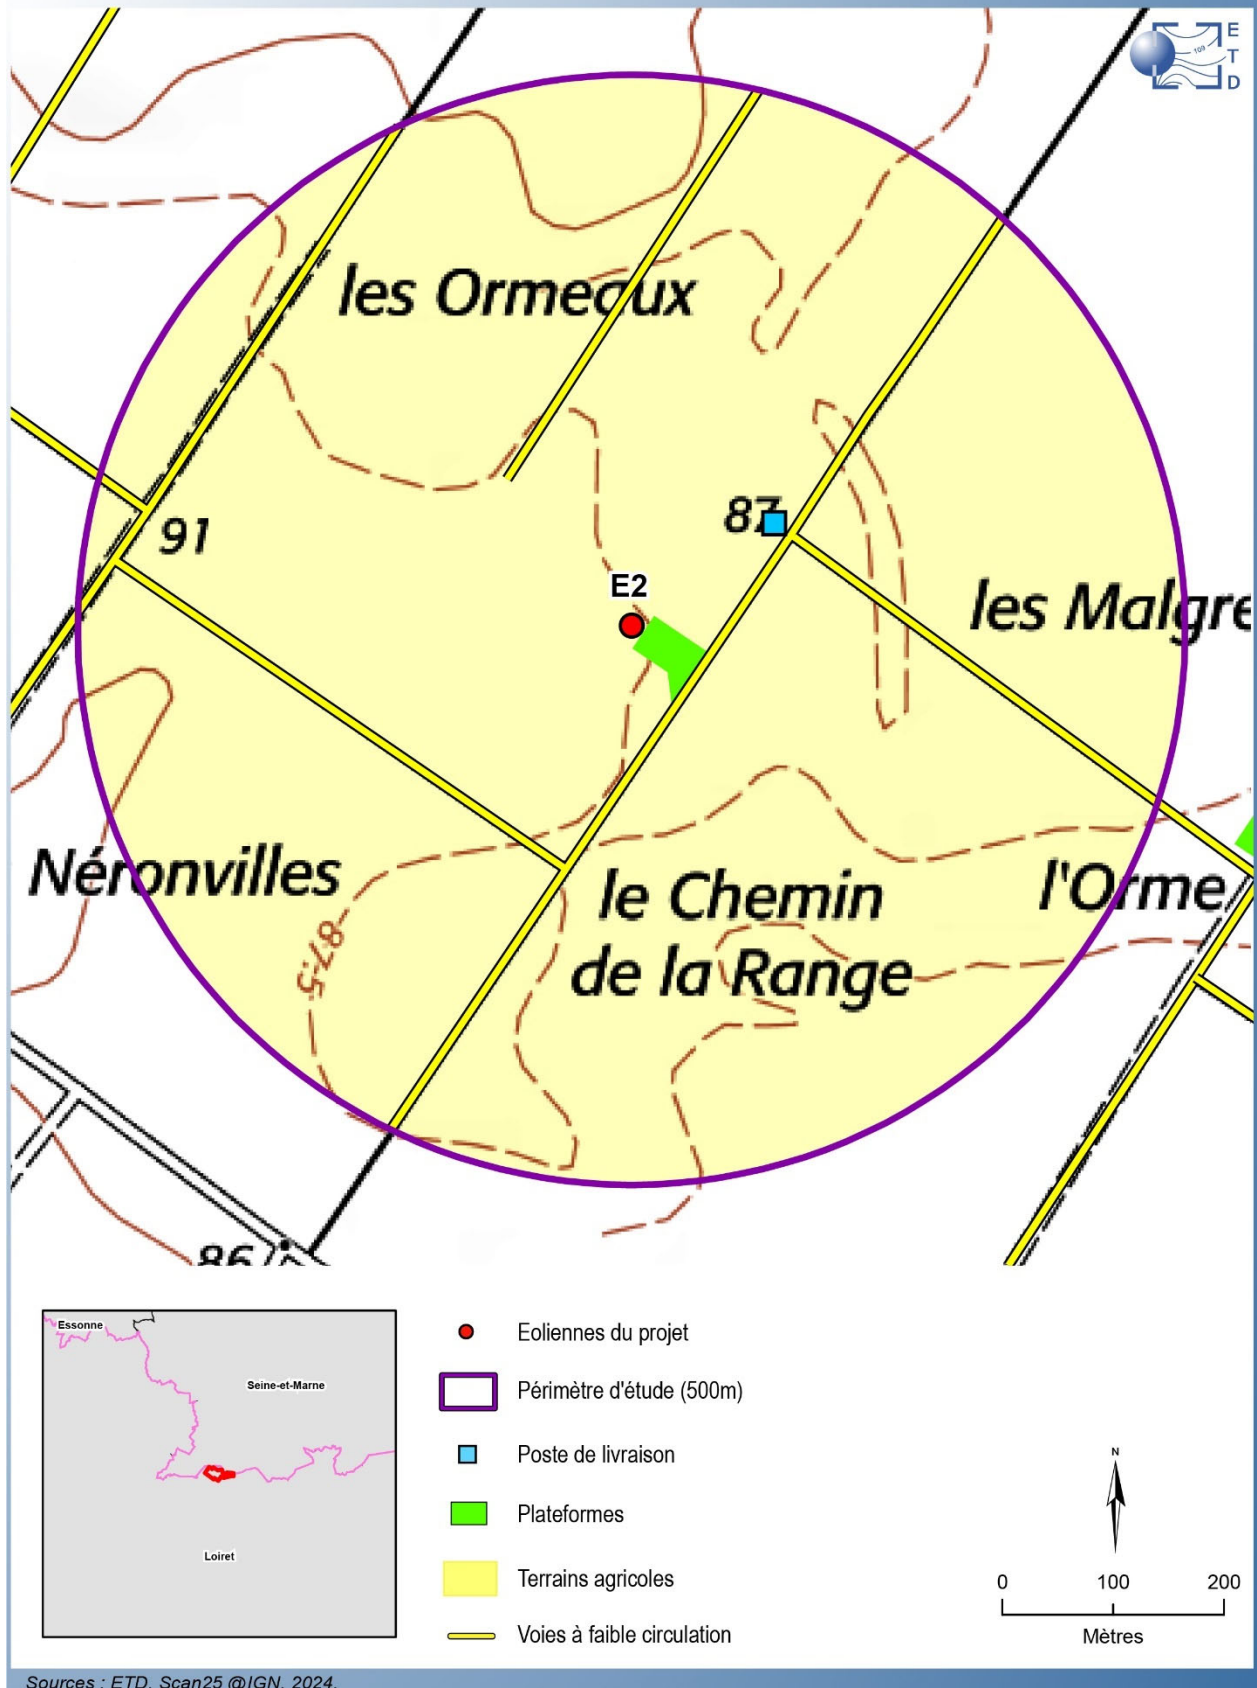 109
E
T
D
les Ormeaux
91
87
E2
les Malgre
Néronvilles
le Chemin
de la Range
l'Orme
87.5
86
Essonne
Seine-et-Marne
Loiret
Eoliennes du projet
Périmètre d'étude (500m)
Poste de livraison
Plateformes
Terrains agricoles
Voies à faible circulation
N
0 100 200
Mètres
Sources : ETD, Scan25 @IGN, 2024.